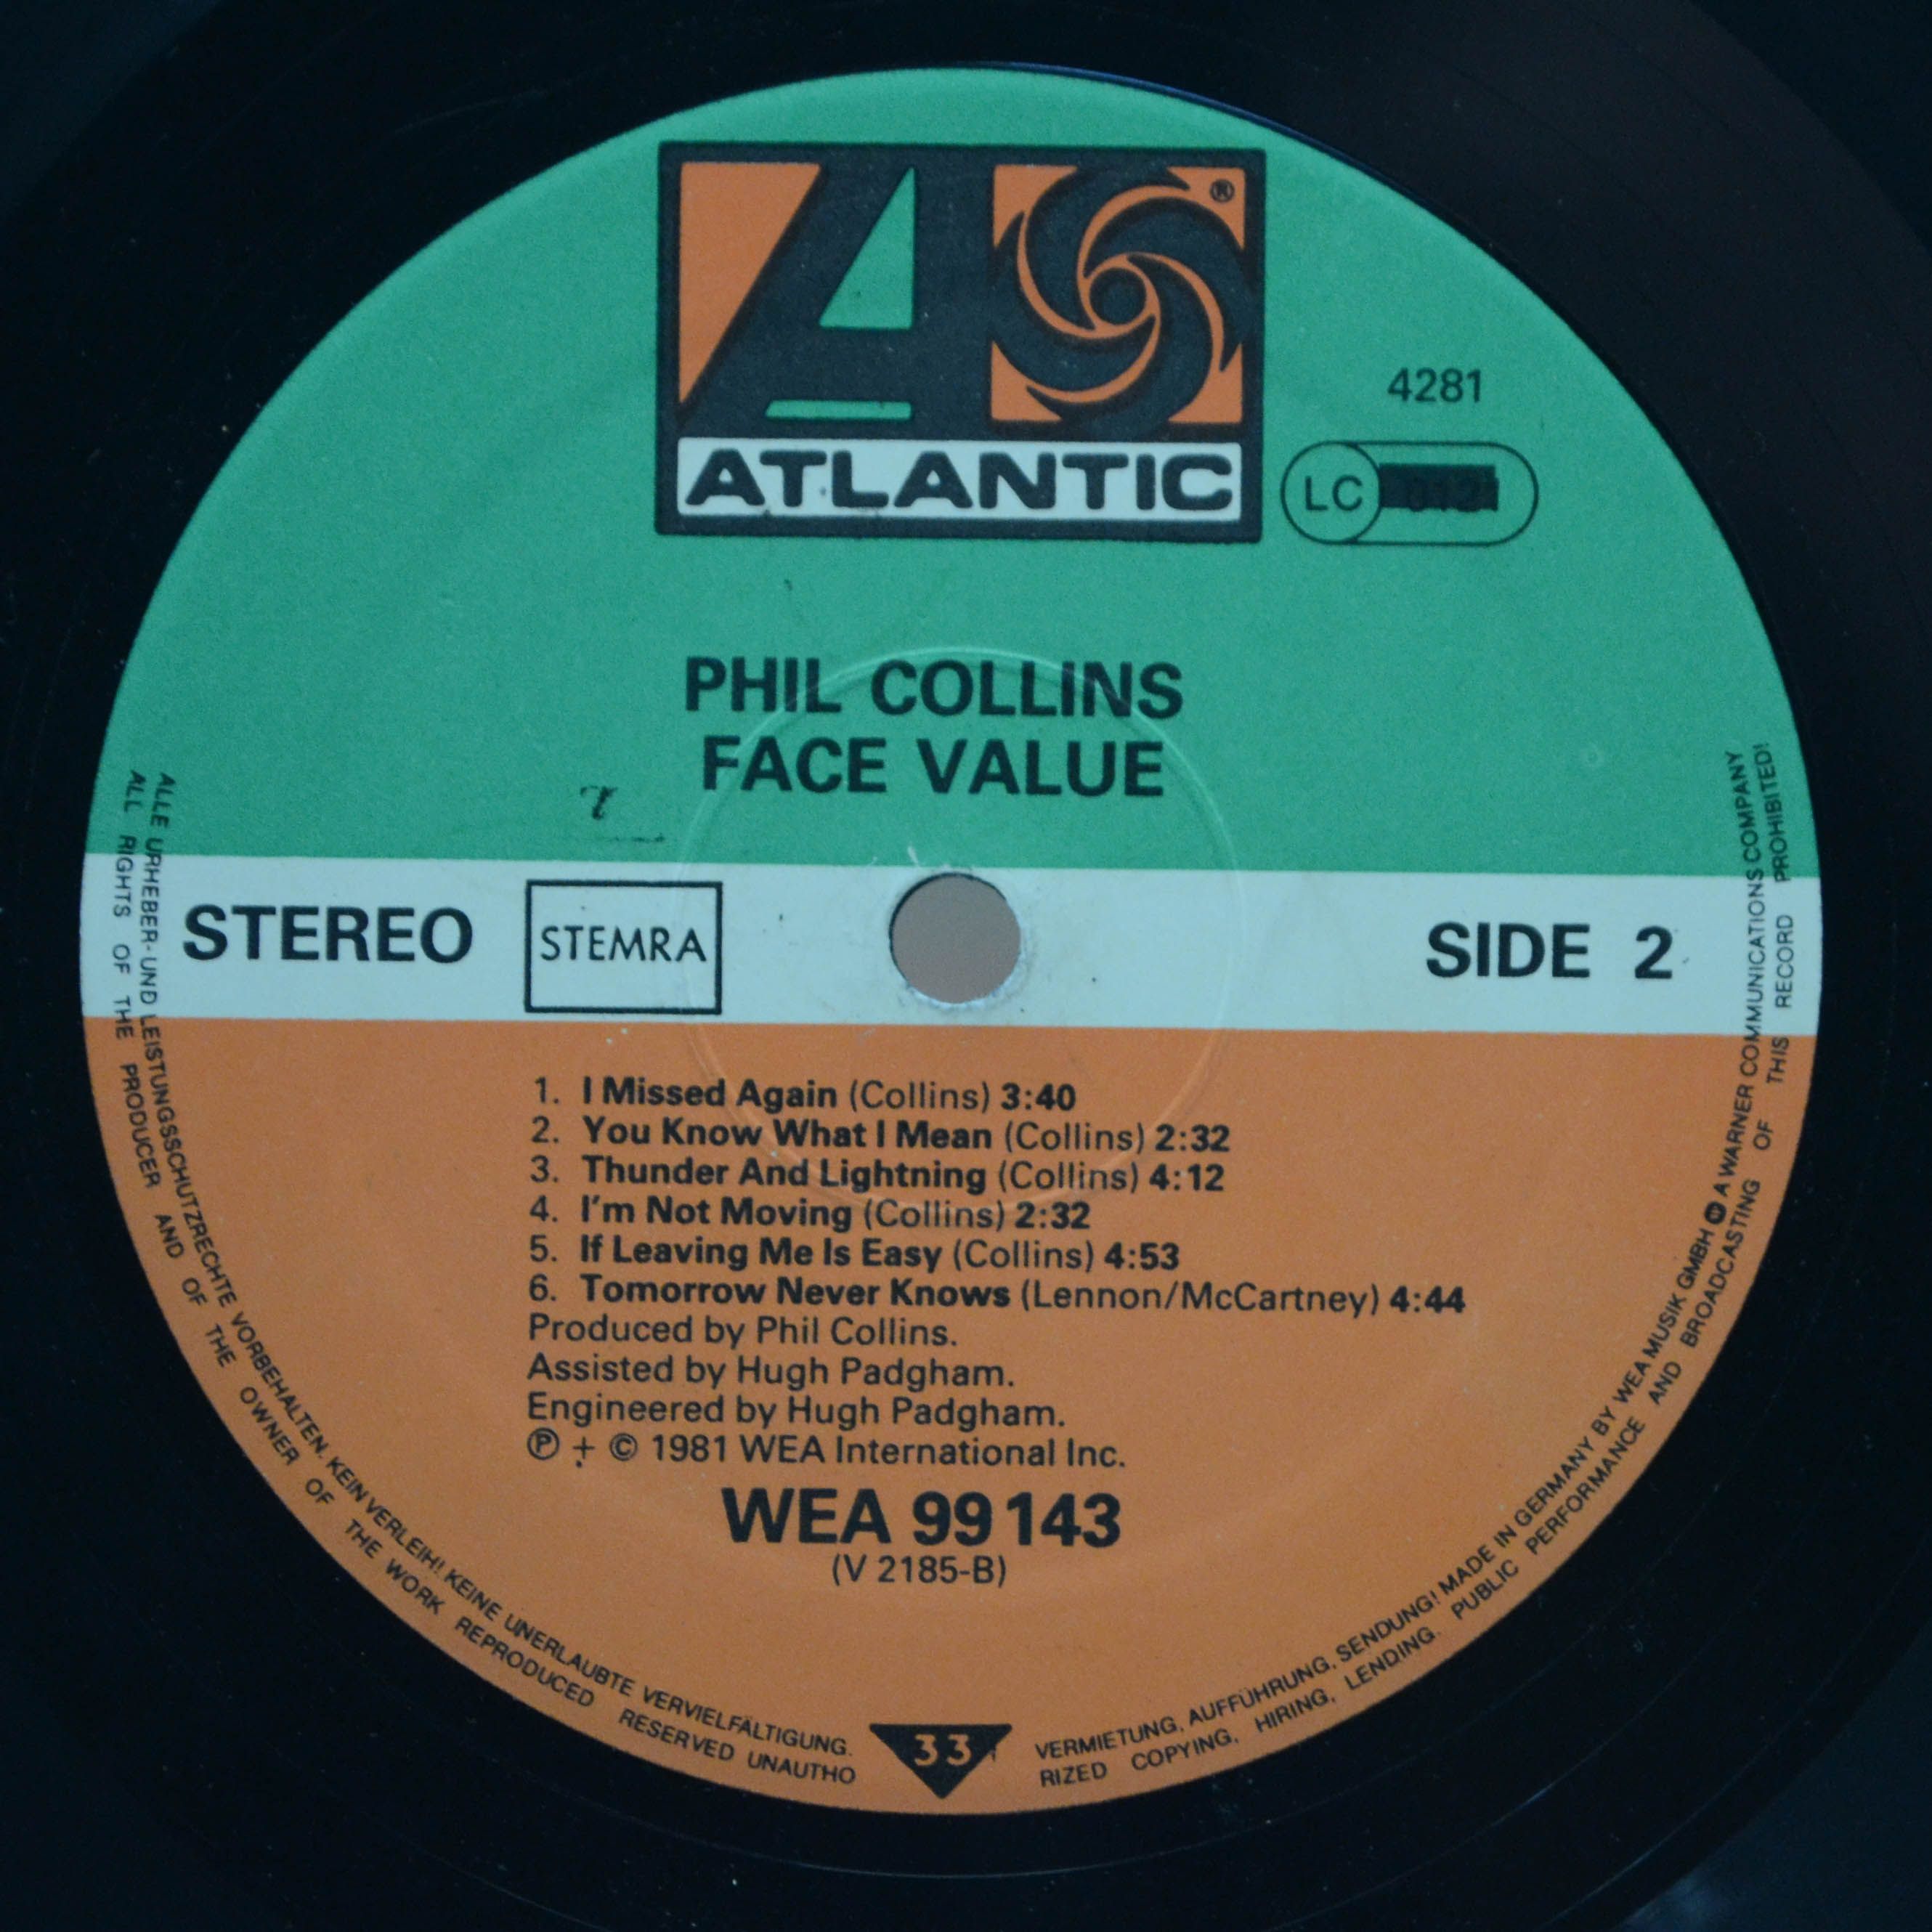 ®
ATLANTIC
4281
LC 0121
PHIL COLLINS
FACE VALUE
STEREO
STEMRA
SIDE 2
1. I Missed Again (Collins) 3:40
2. You Know What I Mean (Collins) 2:32
3. Thunder And Lightning (Collins) 4:12
4. I'm Not Moving (Collins) 2:32
5. If Leaving Me Is Easy (Collins) 4:53
6. Tomorrow Never Knows (Lennon/McCartney) 4:44
Produced by Phil Collins.
Assisted by Hugh Padgham.
Engineered by Hugh Padgham.
℗ + © 1981 WEA International Inc.
WEA 99 143
(V 2185-B)
33
ALLE URHEBER- UND LEISTUNGSSCHUTZRECHTE VORBEHALTEN. KEIN VERLEIH! KEINE UNERLAUBTE VERVIELFÄLTIGUNG. VERMIETUNG, AUFFÜHRUNG, SENDUNG! MADE IN GERMANY BY WEA MUSIK GMBH A WARNER COMMUNICATIONS COMPANY
ALL RIGHTS OF THE PRODUCER AND OF THE OWNER OF THE WORK REPRODUCED RESERVED UNAUTHORIZED COPYING, HIRING, LENDING. PUBLIC PERFORMANCE AND BROADCASTING OF THIS RECORD PROHIBITED!